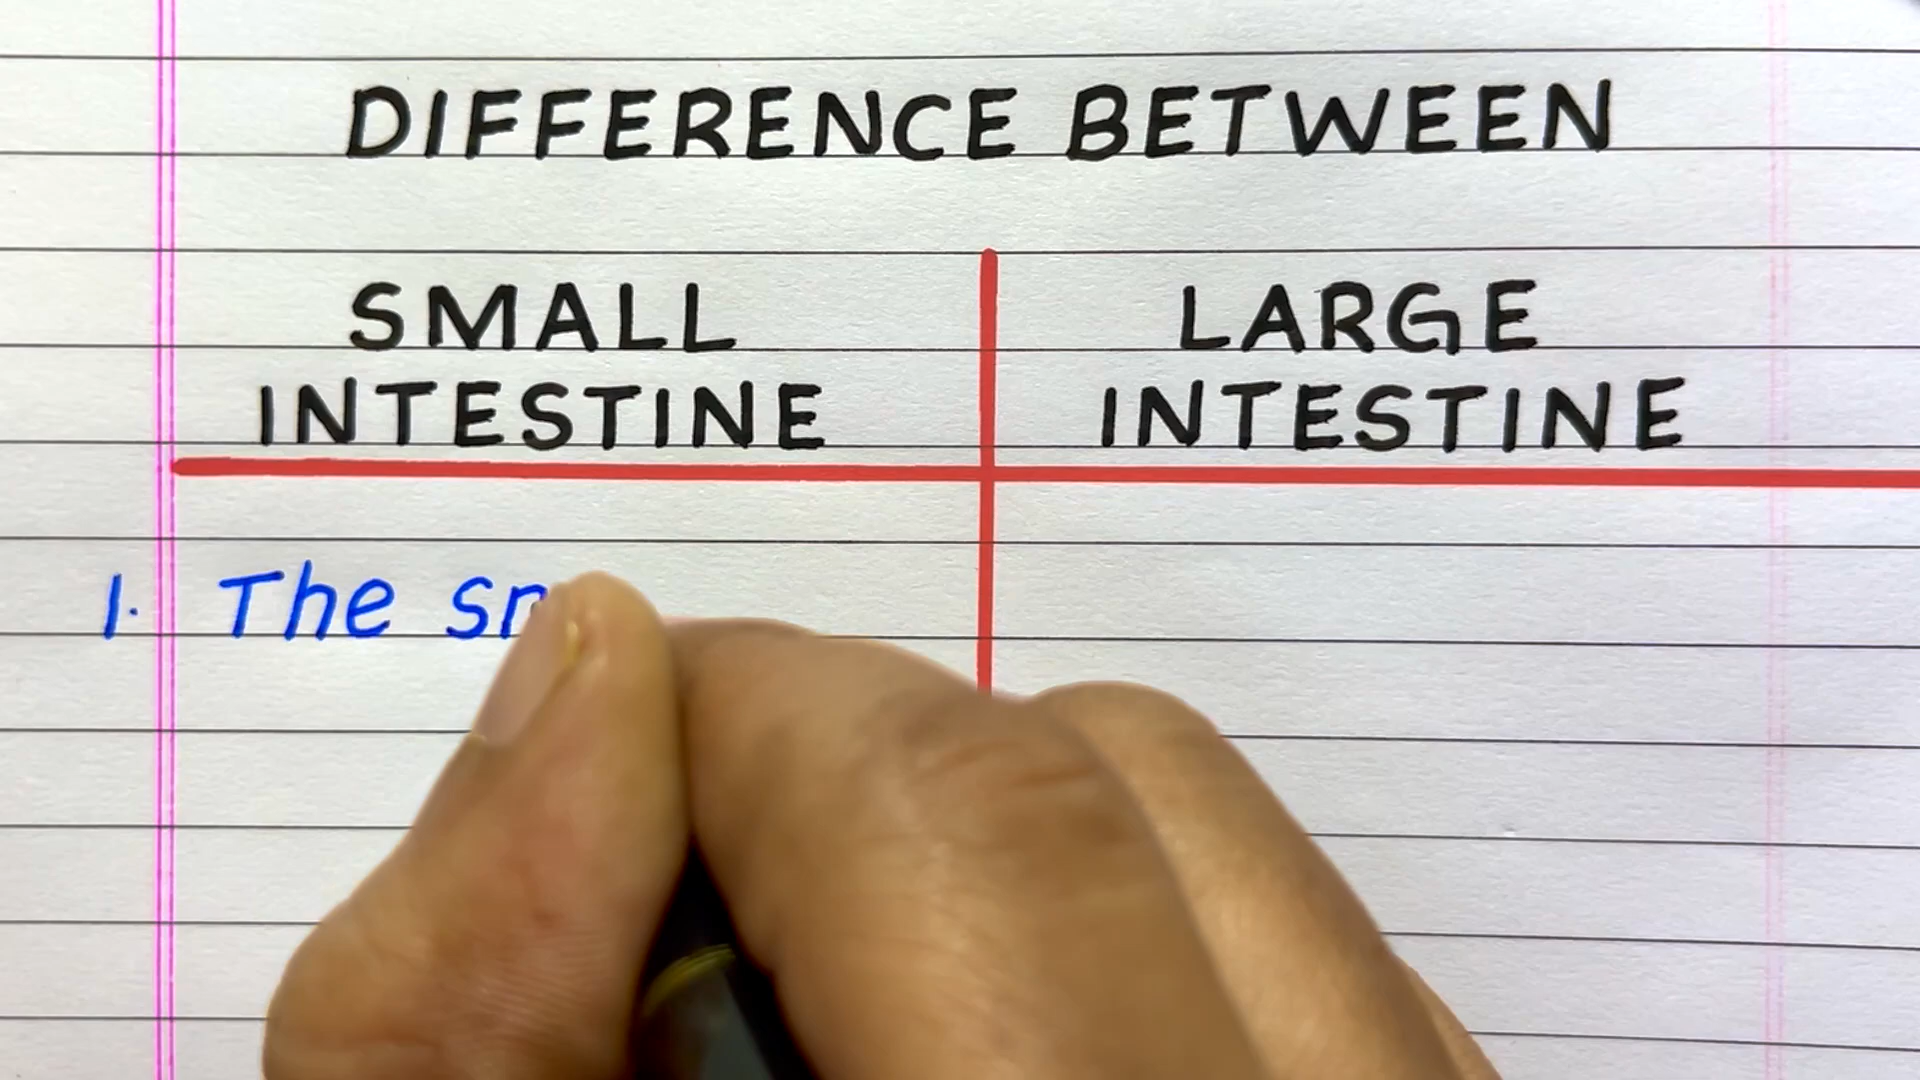 DIFFERENCE BETWEEN
SMALL INTESTINE
LARGE INTESTINE
1. The